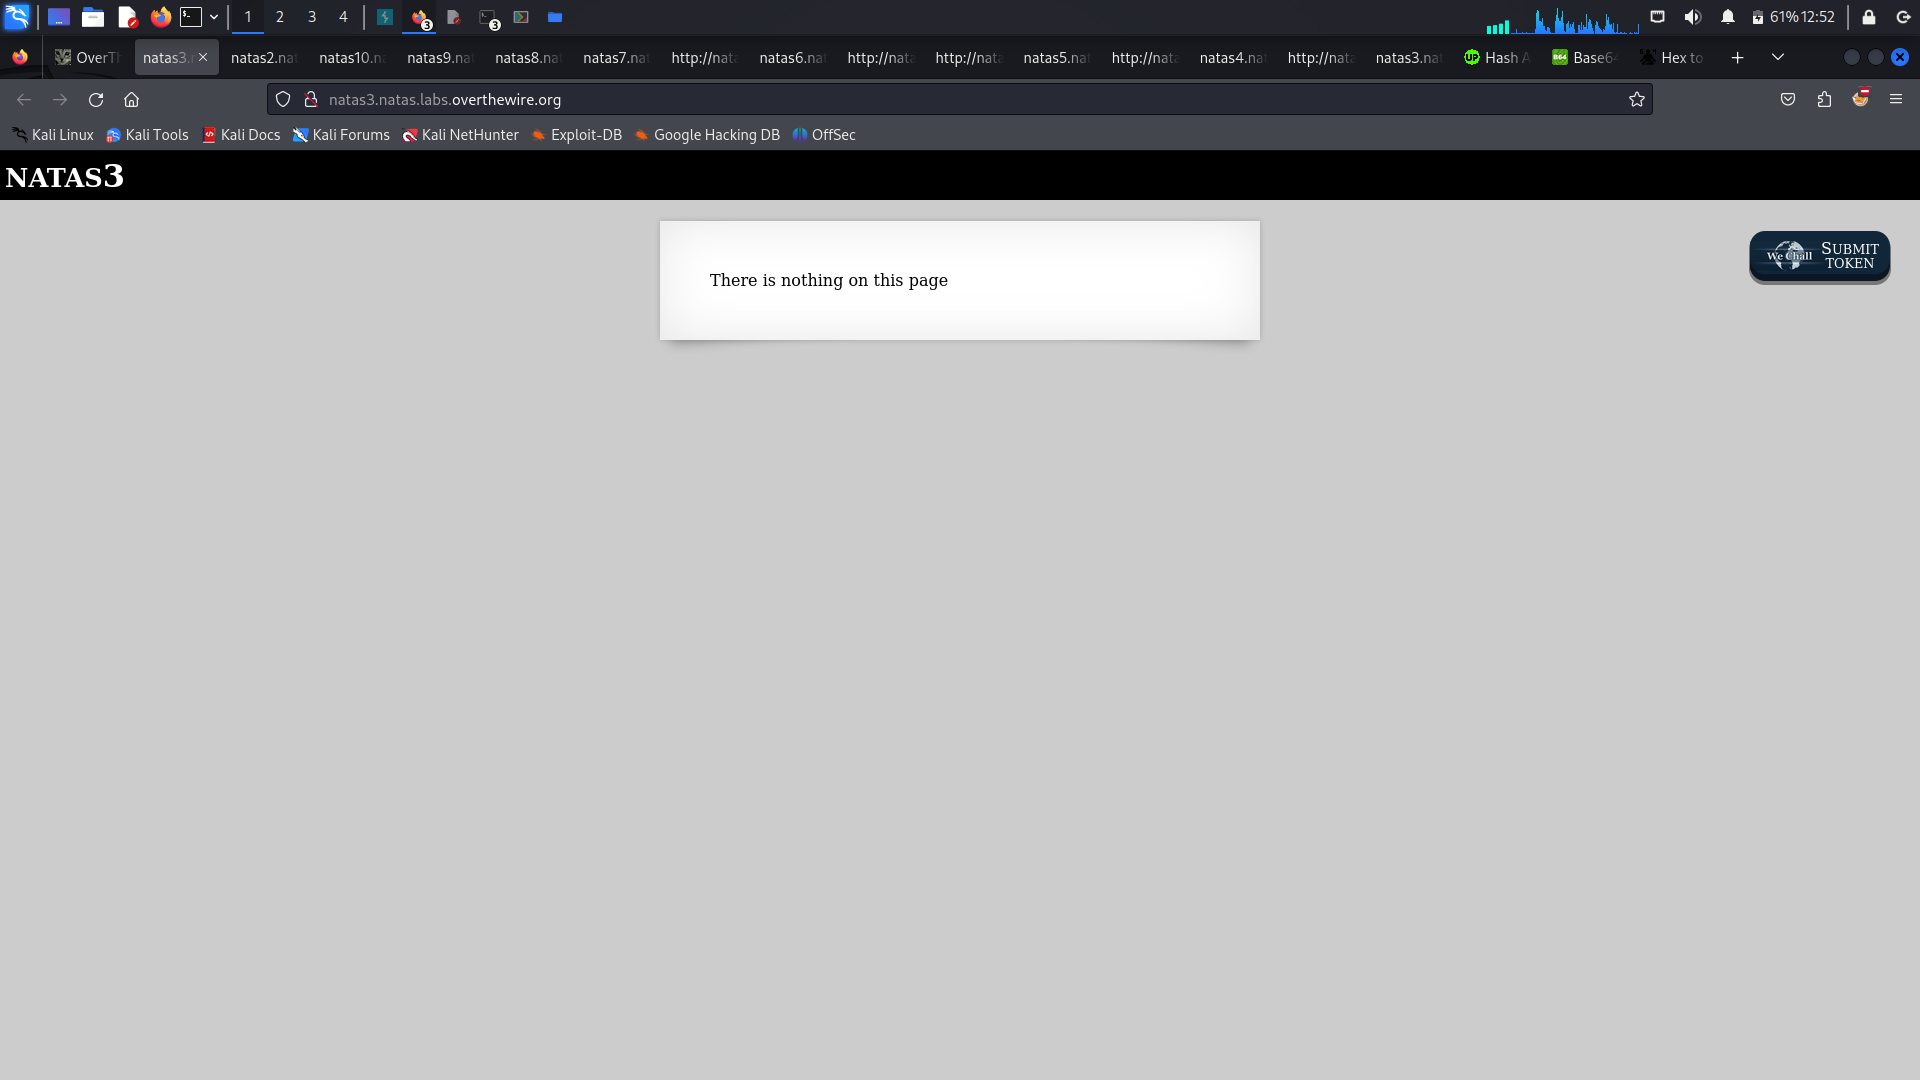 1 2 3 4 3 3 61% 12:52
OverTh natas3.n natas2.nat natas10.na natas9.nat natas8.nat natas7.nat http://nata natas6.nat http://nata http://nata natas5.nat http://nata natas4.nat http://nata natas3.nat Hash A Base64 Hex to
natas3.natas.labs.overthewire.org
Kali Linux Kali Tools Kali Docs Kali Forums Kali NetHunter Exploit-DB Google Hacking DB OffSec
NATAS3
There is nothing on this page
We Chall SUBMIT TOKEN